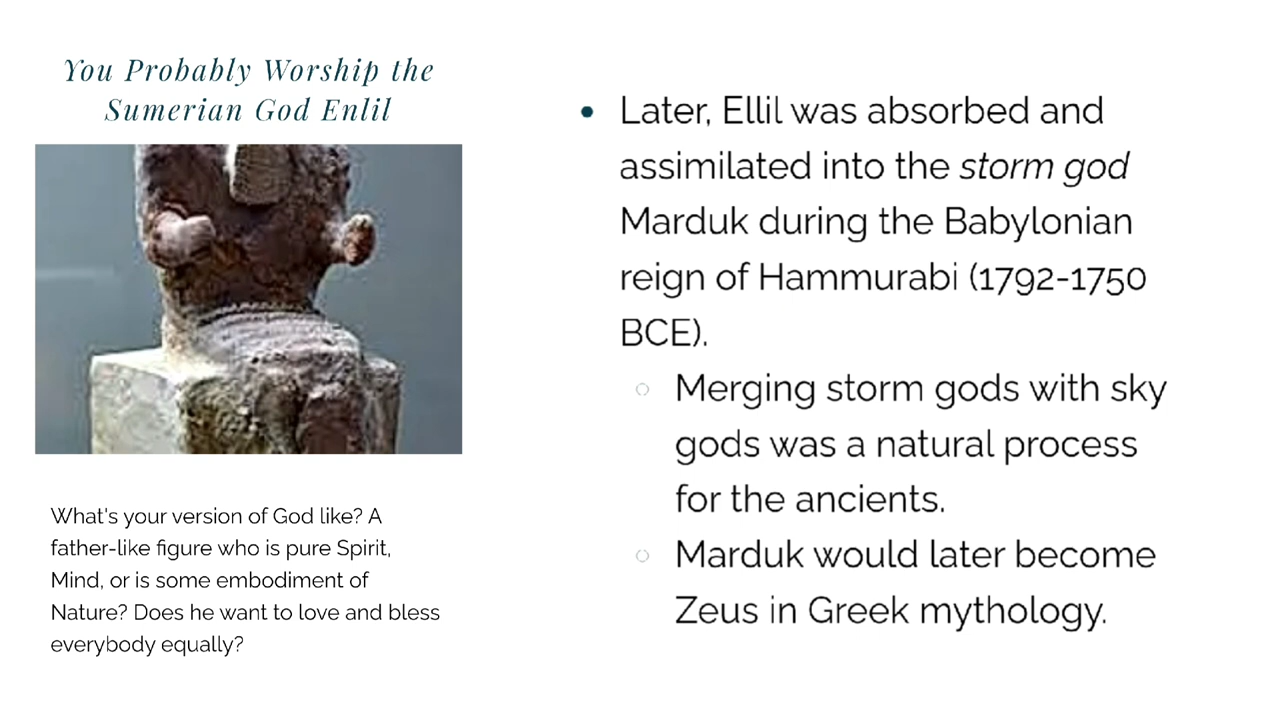 You Probably Worship the
Sumerian God Enlil
What's your version of God like? A
father-like figure who is pure Spirit,
Mind, or is some embodiment of
Nature? Does he want to love and bless
everybody equally?
• Later, Ellil was absorbed and
assimilated into the storm god
Marduk during the Babylonian
reign of Hammurabi (1792-1750
BCE).
○ Merging storm gods with sky
gods was a natural process
for the ancients.
○ Marduk would later become
Zeus in Greek mythology.